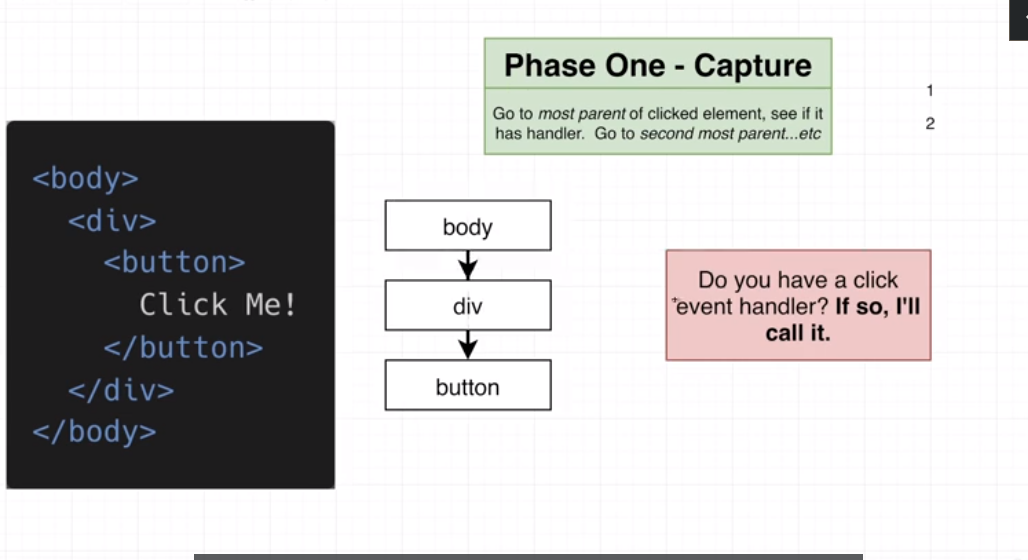 Phase One - Capture
Go to most parent of clicked element, see if it
has handler. Go to second most parent...etc
1
2
<body>
<div>
<button>
Click Me!
</button>
</div>
</body>
body
div
button
Do you have a click
event handler? If so, I'll
call it.